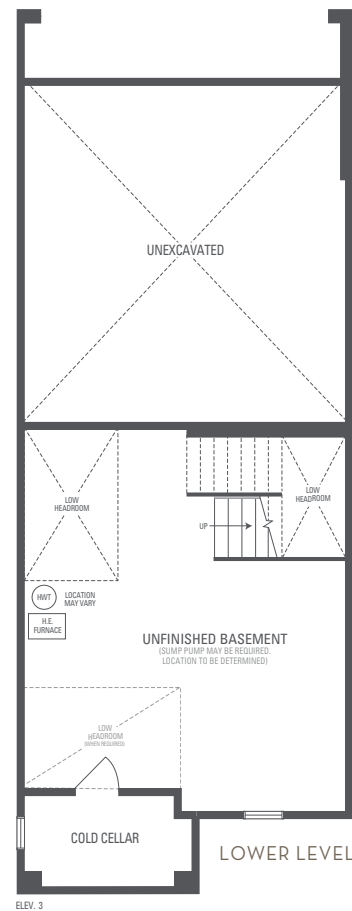 UNEXCAVATED
LOW
HEADROOM
LOW
HEADROOM
UP
HWT
LOCATION
MAY VARY
H.E.
FURNACE
UNFINISHED BASEMENT
(SUMP PUMP MAY BE REQUIRED.
LOCATION TO BE DETERMINED)
LOW
HEADROOM
(WHEN REQUIRED)
COLD CELLAR
LOWER LEVEL
ELEV. 3